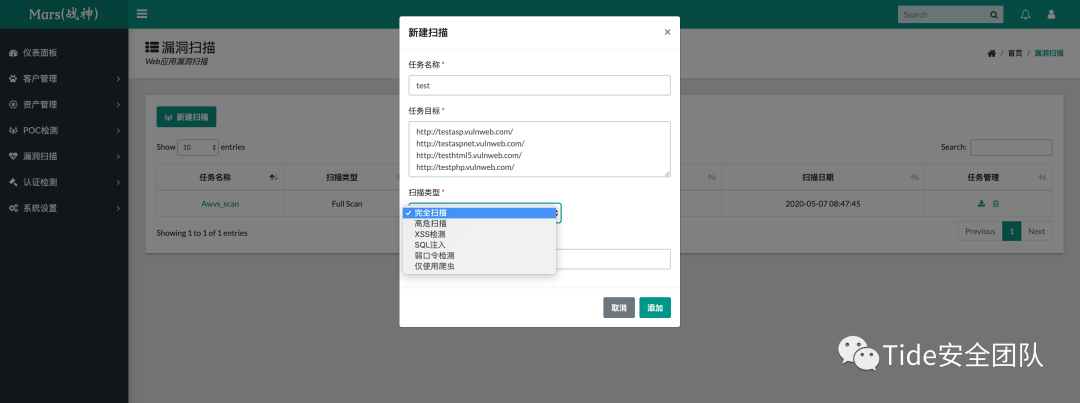 Mars(战神)
Search
仪表面板
客户管理
资产管理
POC检测
漏洞扫描
认证检测
系统设置
漏洞扫描
Web应用漏洞扫描
/ 首页 / 漏洞扫描
新建扫描
Show 10 entries
Search:
任务名称 扫描类型 扫描日期 任务管理
Awvs_scan Full Scan 2020-05-07 08:47:45
Showing 1 to 1 of 1 entries
Previous 1 Next
新建扫描 ×
任务名称 *
test
任务目标 *
http://testasp.vulnweb.com/
http://testaspnet.vulnweb.com/
http://testhtml5.vulnweb.com/
http://testphp.vulnweb.com/
扫描类型 *
✓ 完全扫描
高危扫描
XSS检测
SQL注入
弱口令检测
仅使用爬虫
取消 添加
Tide安全团队